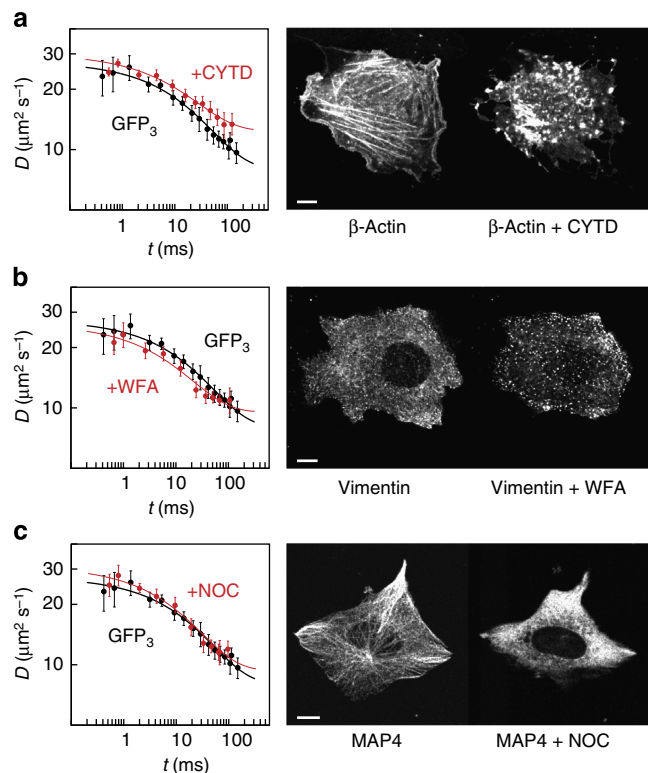 a
30
20
10
D (μm² s⁻¹)
+CYTD
GFP₃
1 10 100
t (ms)
β-Actin
β-Actin + CYTD
b
30
20
10
D (μm² s⁻¹)
GFP₃
+WFA
1 10 100
t (ms)
Vimentin
Vimentin + WFA
c
30
20
10
D (μm² s⁻¹)
+NOC
GFP₃
1 10 100
t (ms)
MAP4
MAP4 + NOC